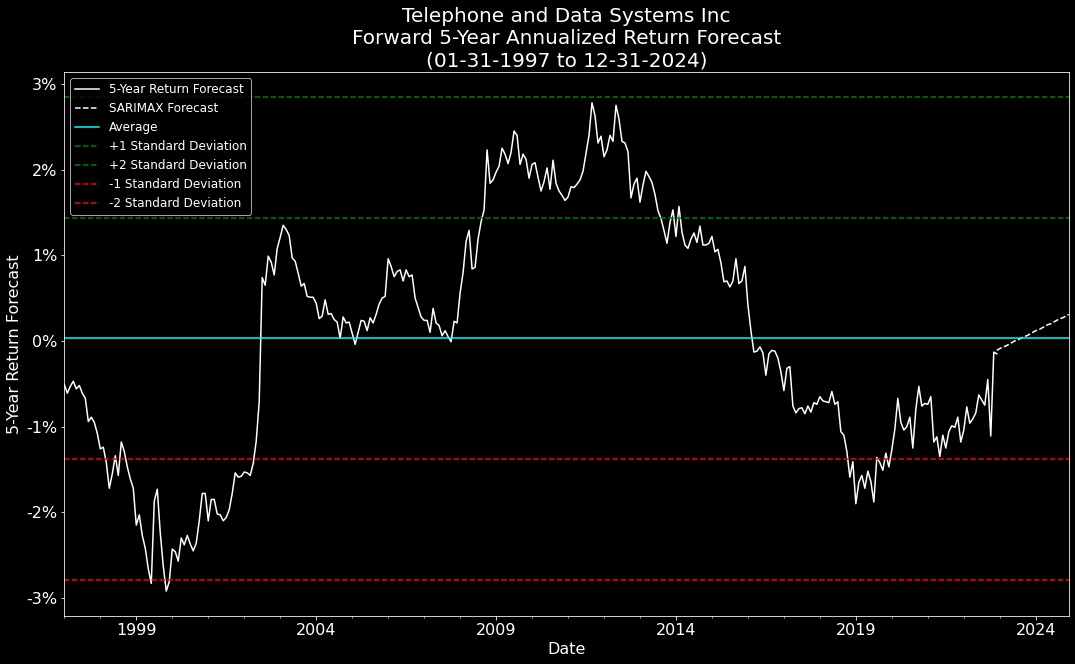 Telephone and Data Systems Inc
Forward 5-Year Annualized Return Forecast
(01-31-1997 to 12-31-2024)
5-Year Return Forecast
SARIMAX Forecast
Average
+1 Standard Deviation
+2 Standard Deviation
-1 Standard Deviation
-2 Standard Deviation
3%
2%
1%
0%
-1%
-2%
-3%
5-Year Return Forecast
1999
2004
2009
2014
2019
2024
Date